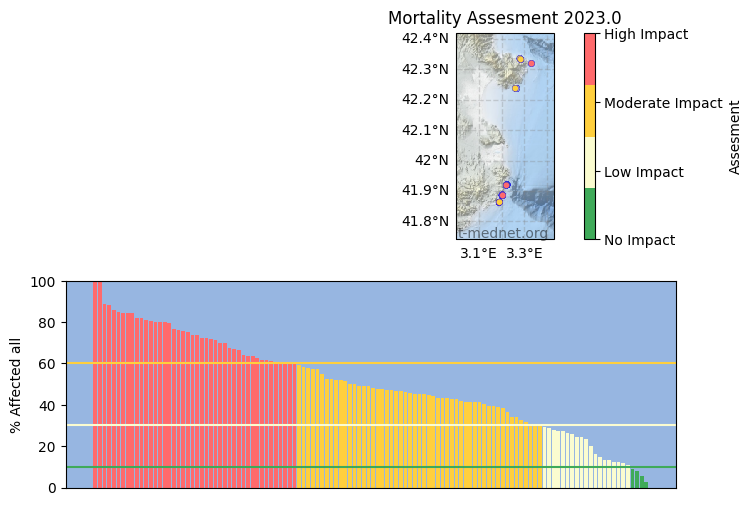 Mortality Assesment 2023.0
42.4°N
42.3°N
42.2°N
42.1°N
42°N
41.9°N
41.8°N
3.1°E 3.3°E
t-mednet.org
High Impact
Moderate Impact
Low Impact
No Impact
Assesment
100
80
60
40
20
0
% Affected all